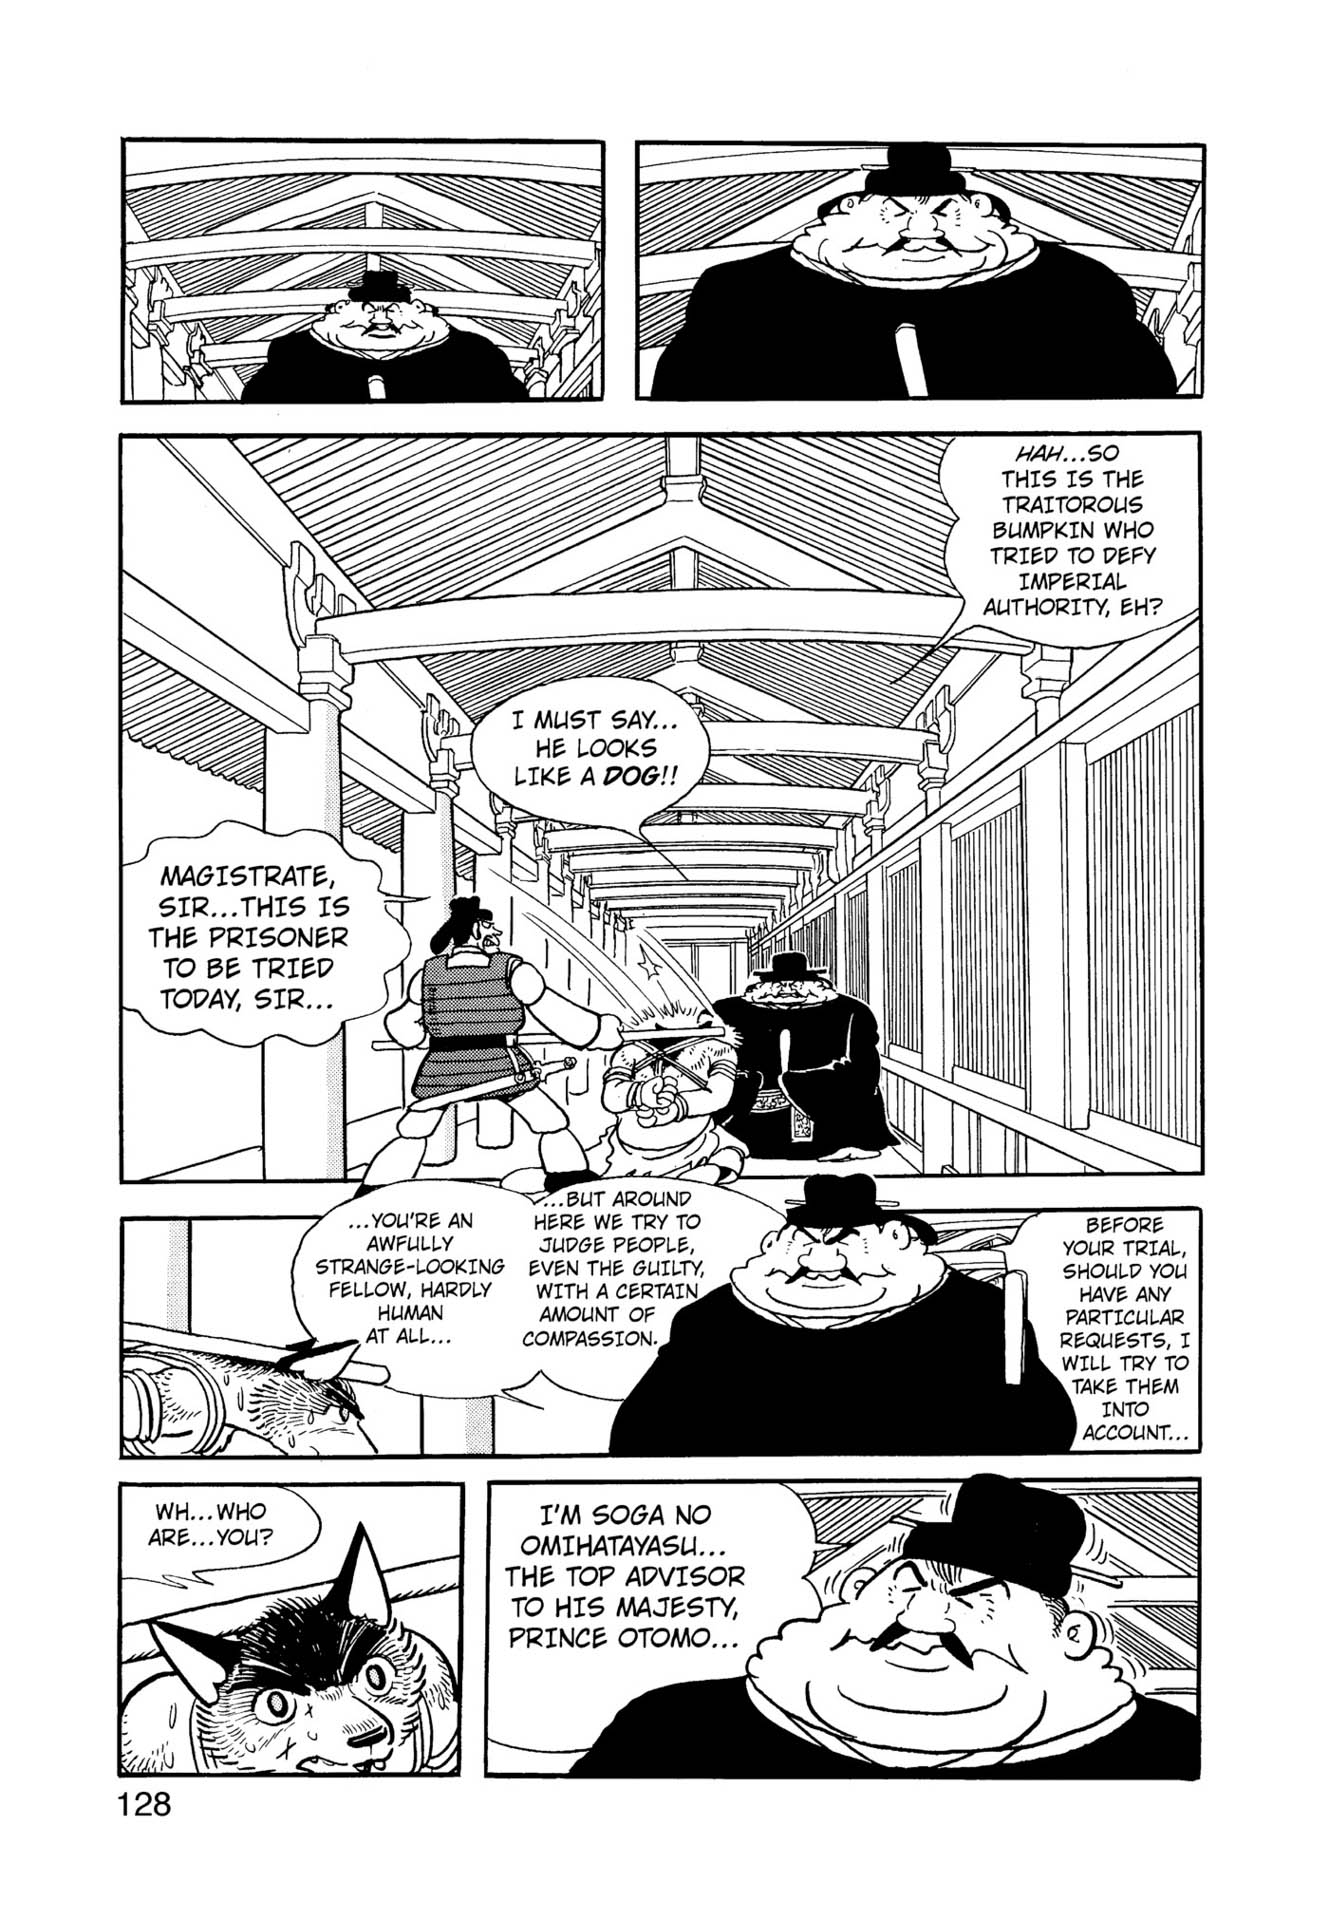 HAH...SO
THIS IS THE
TRAITOROUS
BUMPKIN WHO
TRIED TO DEFY
IMPERIAL
AUTHORITY, EH?
I MUST SAY...
HE LOOKS
LIKE A DOG!!
MAGISTRATE,
SIR...THIS IS
THE PRISONER
TO BE TRIED
TODAY, SIR...
...YOU'RE AN
AWFULLY
STRANGE-LOOKING
FELLOW, HARDLY
HUMAN
AT ALL...
...BUT AROUND
HERE WE TRY TO
JUDGE PEOPLE,
EVEN THE GUILTY,
WITH A CERTAIN
AMOUNT OF
COMPASSION.
BEFORE
YOUR TRIAL,
SHOULD YOU
HAVE ANY
PARTICULAR
REQUESTS, I
WILL TRY TO
TAKE THEM
INTO
ACCOUNT...
WH...WHO
ARE...YOU?
I'M SOGA NO
OMIHATAYASU...
THE TOP ADVISOR
TO HIS MAJESTY,
PRINCE OTOMO...
128